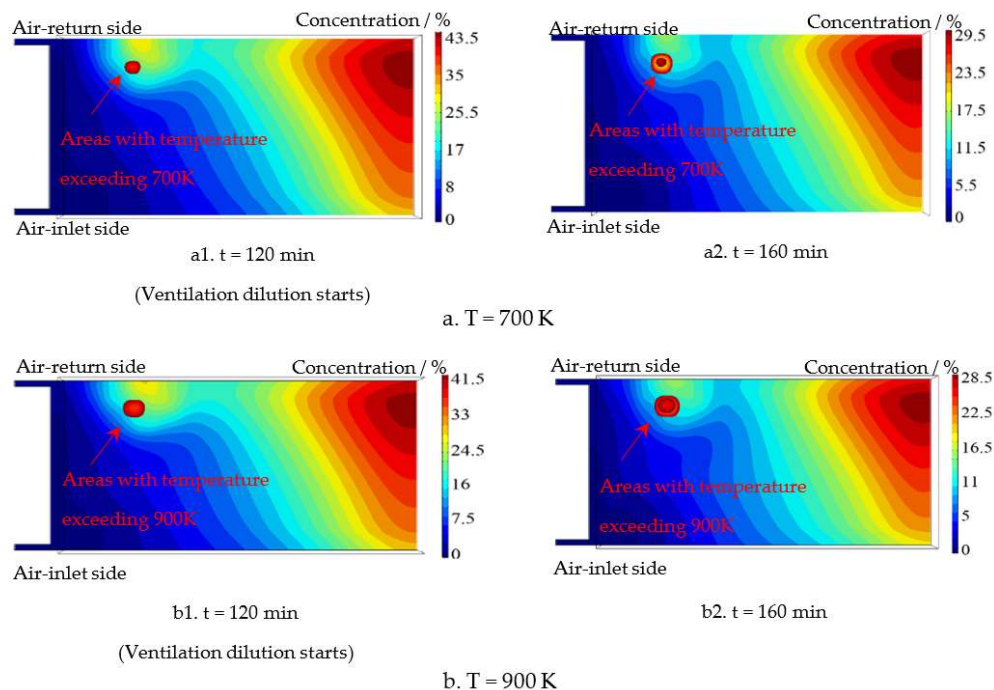 Air-return side
Concentration / %
43.5
35
25.5
17
8
0
Areas with temperature
exceeding 700K
Air-inlet side
a1. t = 120 min
(Ventilation dilution starts)
Air-return side
Concentration / %
29.5
23.5
17.5
11.5
5.5
0
Areas with temperature
exceeding 700K
Air-inlet side
a2. t = 160 min
a. T = 700 K
Air-return side
Concentration / %
41.5
33
24.5
16
7.5
0
Areas with temperature
exceeding 900K
Air-inlet side
b1. t = 120 min
(Ventilation dilution starts)
Air-return side
Concentration / %
28.5
22.5
16.5
11
5
0
Areas with temperature
exceeding 900K
Air-inlet side
b2. t = 160 min
b. T = 900 K